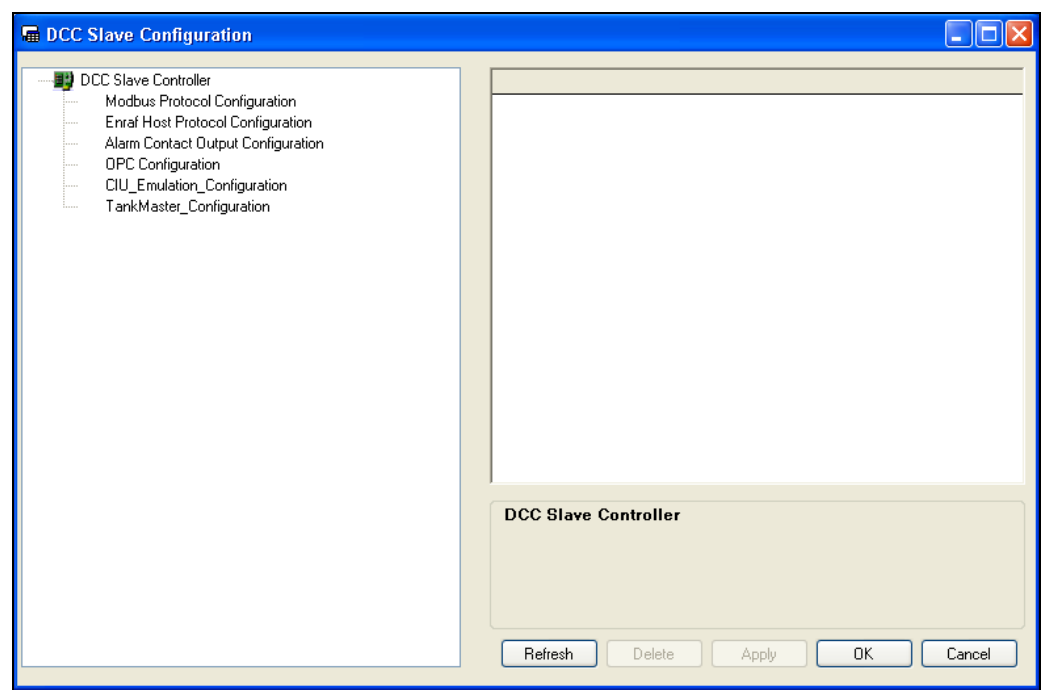 DCC Slave Configuration
DCC Slave Controller
Modbus Protocol Configuration
Enraf Host Protocol Configuration
Alarm Contact Output Configuration
OPC Configuration
CIU_Emulation_Configuration
TankMaster_Configuration
DCC Slave Controller
Refresh Delete Apply OK Cancel